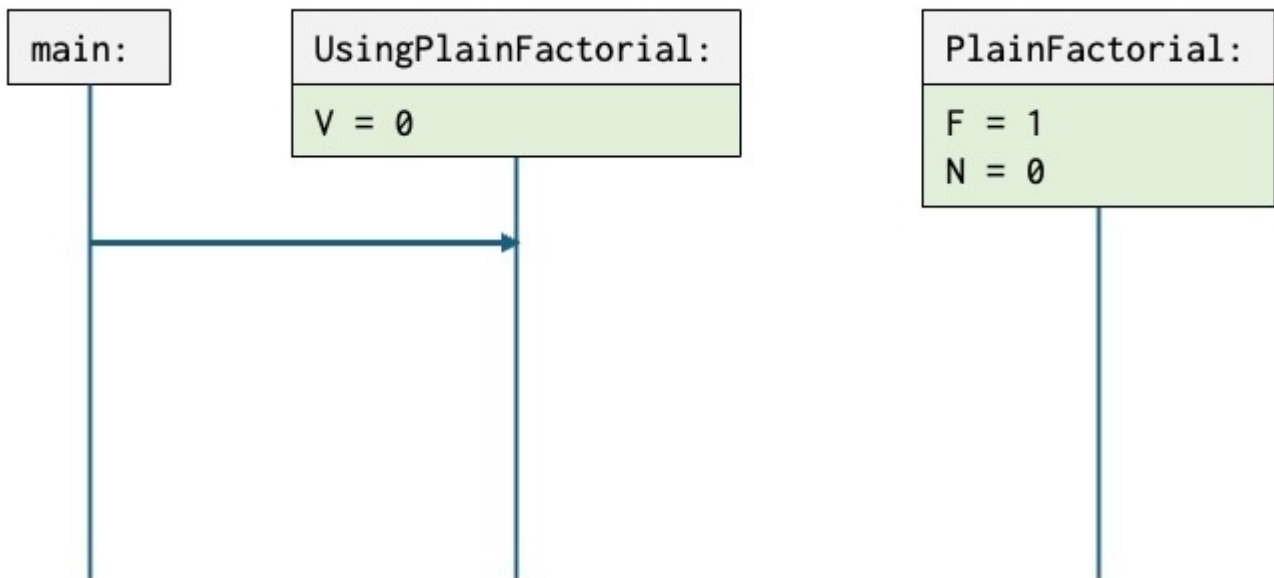 main:
UsingPlainFactorial:
V = 0
PlainFactorial:
F = 1
N = 0